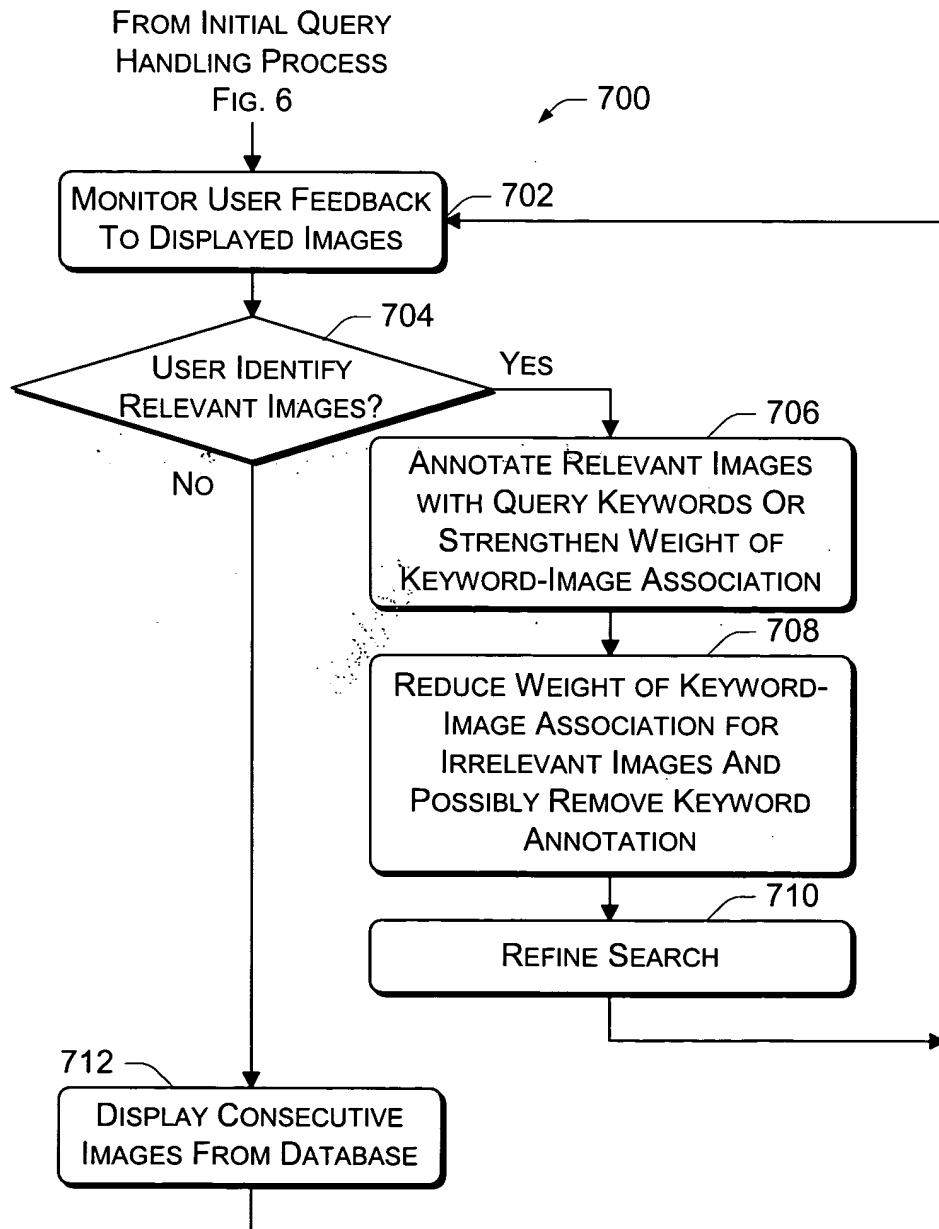 FROM INITIAL QUERY
HANDLING PROCESS
FIG. 6
700
MONITOR USER FEEDBACK
TO DISPLAYED IMAGES
702
704
USER IDENTIFY
RELEVANT IMAGES?
YES
NO
706
ANNOTATE RELEVANT IMAGES
WITH QUERY KEYWORDS OR
STRENGTHEN WEIGHT OF
KEYWORD-IMAGE ASSOCIATION
708
REDUCE WEIGHT OF KEYWORD-
IMAGE ASSOCIATION FOR
IRRELEVANT IMAGES AND
POSSIBLY REMOVE KEYWORD
ANNOTATION
710
REFINE SEARCH
712
DISPLAY CONSECUTIVE
IMAGES FROM DATABASE